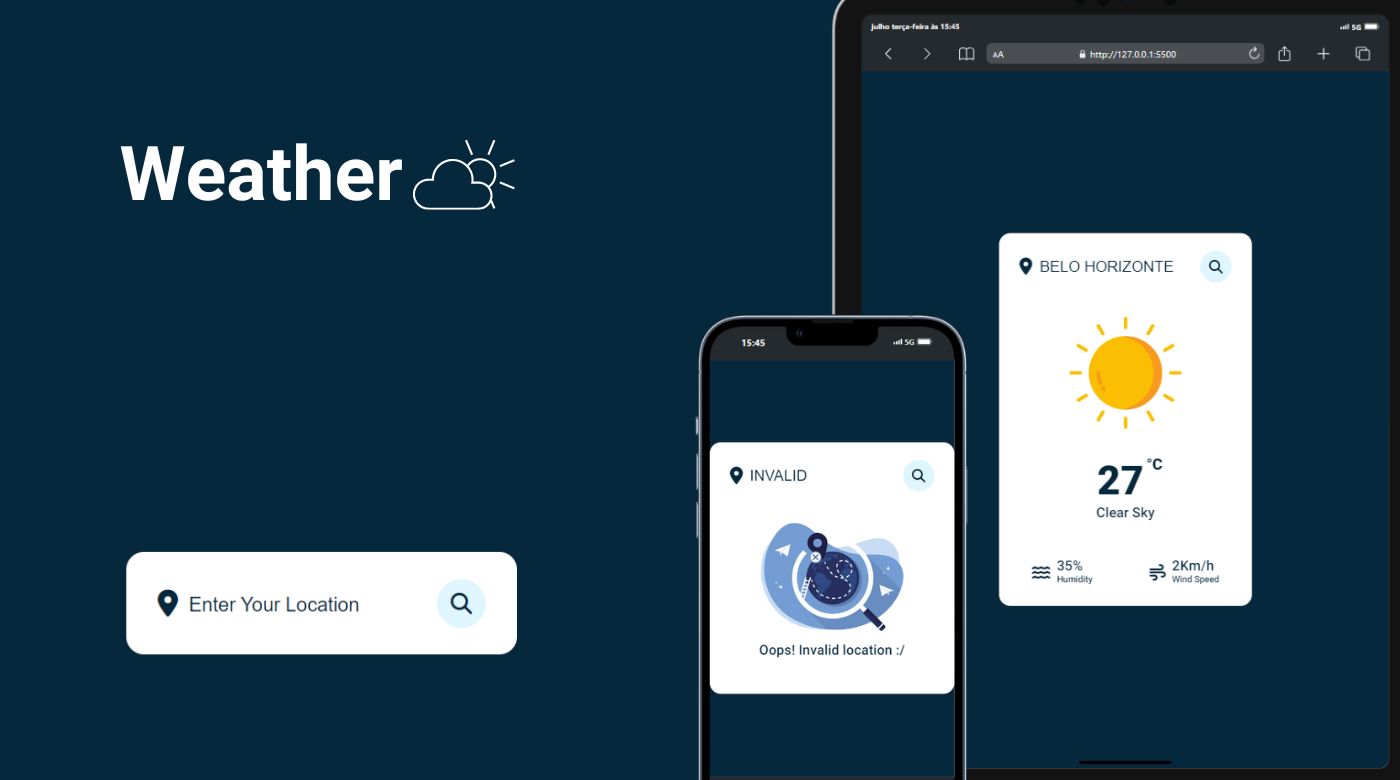 Weather
Enter Your Location
15:45
5G
INVALID
Oops! Invalid location :/
julho terça-feira às 15:45
5G
AA
http://127.0.0.1:5500
BELO HORIZONTE
27 °C
Clear Sky
35%
Humidity
2Km/h
Wind Speed